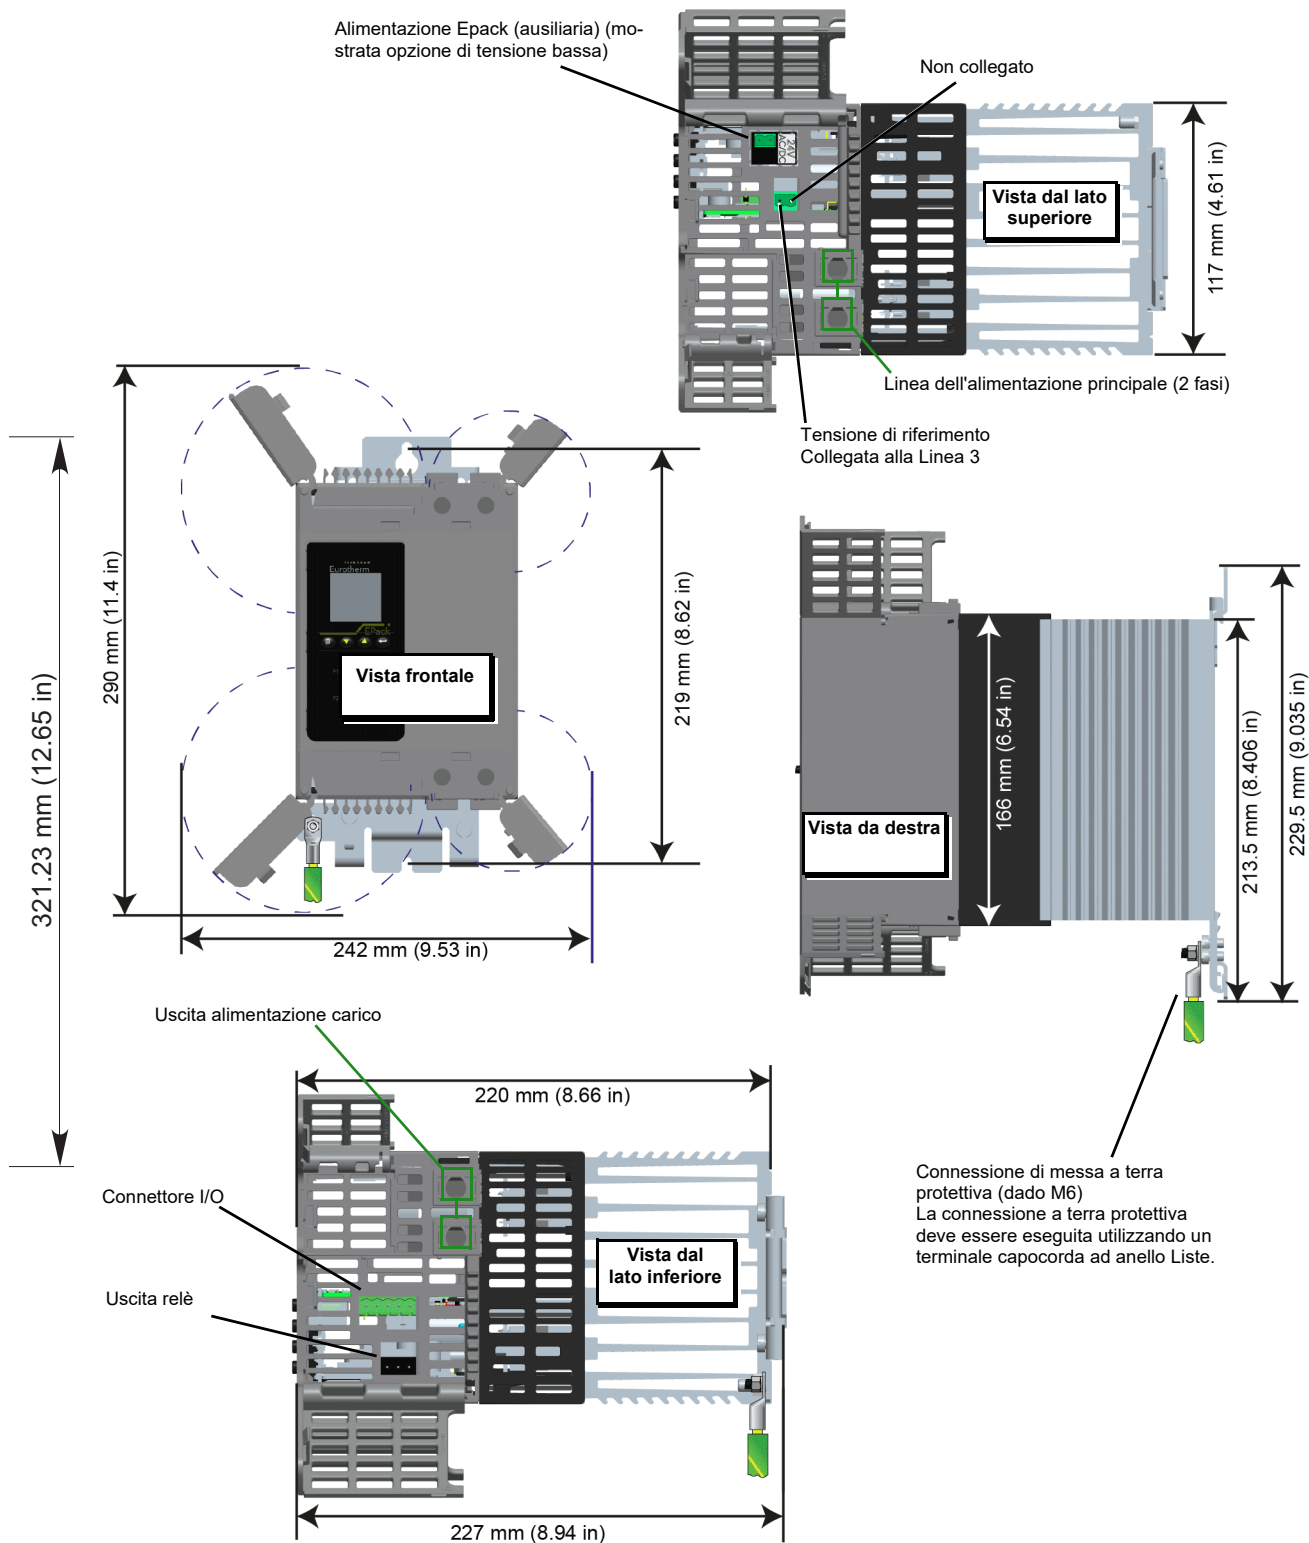 Alimentazione Epack (ausiliaria) (mo-
strata opzione di tensione bassa)
Non collegato
24V
AC/DC
Vista dal lato
superiore
117 mm (4.61 in)
Linea dell'alimentazione principale (2 fasi)
Tensione di riferimento
Collegata alla Linea 3
321.23 mm (12.65 in)
290 mm (11.4 in)
Eurotherm
EPack
Vista frontale
219 mm (8.62 in)
242 mm (9.53 in)
Vista da destra
166 mm (6.54 in)
213.5 mm (8.406 in)
229.5 mm (9.035 in)
Uscita alimentazione carico
220 mm (8.66 in)
Connettore I/O
Uscita relè
Vista dal
lato inferiore
227 mm (8.94 in)
Connessione di messa a terra
protettiva (dado M6)
La connessione a terra protettiva
deve essere eseguita utilizzando un
terminale capocorda ad anello Liste.